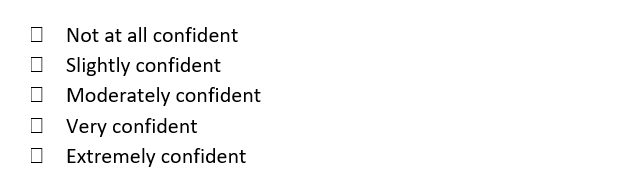 ☐ Not at all confident
☐ Slightly confident
☐ Moderately confident
☐ Very confident
☐ Extremely confident